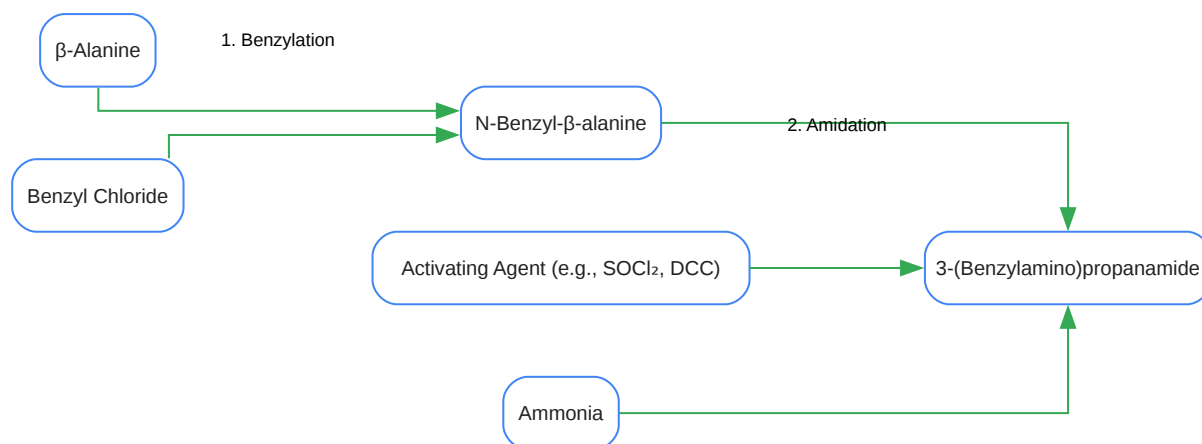 β-Alanine
1. Benzylation
N-Benzyl-β-alanine
2. Amidation
Benzyl Chloride
Activating Agent (e.g., SOCl₂, DCC)
3-(Benzylamino)propanamide
Ammonia